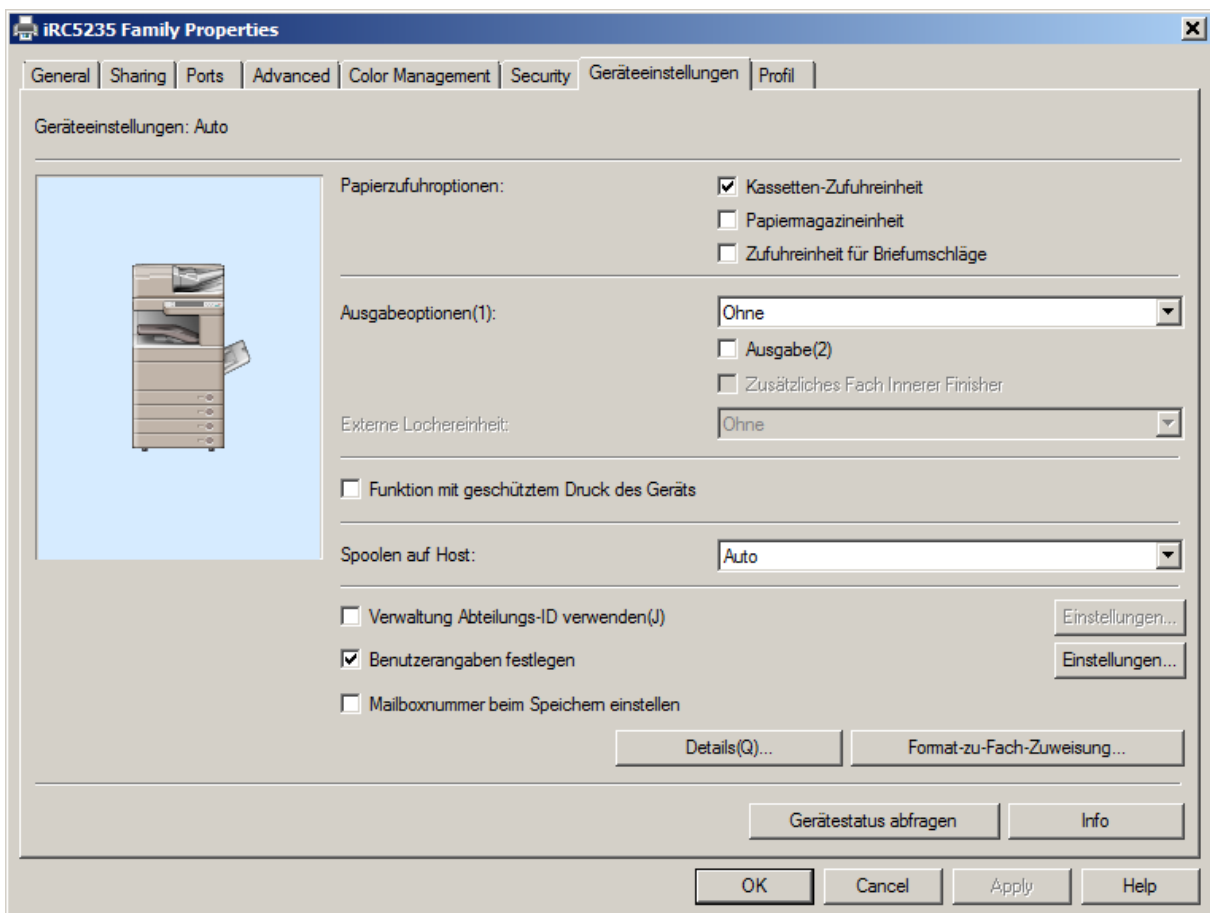 iRC5235 Family Properties
General Sharing Ports Advanced Color Management Security Geräteeinstellungen Profil
Geräteeinstellungen: Auto
Papierzufuhroptionen: Kassetten-Zufuhreinheit
Papiermagazineinheit
Zufuhreinheit für Briefumschläge
Ausgabeoptionen(1): Ohne
Ausgabe(2)
Zusätzliches Fach Innerer Finisher
Externe Lochereinheit: Ohne
Funktion mit geschütztem Druck des Geräts
Spoolen auf Host: Auto
Verwaltung Abteilungs-ID verwenden(J) Einstellungen...
Benutzerangaben festlegen Einstellungen...
Mailboxnummer beim Speichern einstellen
Details(Q)... Format-zu-Fach-Zuweisung...
Gerätestatus abfragen Info
OK Cancel Apply Help